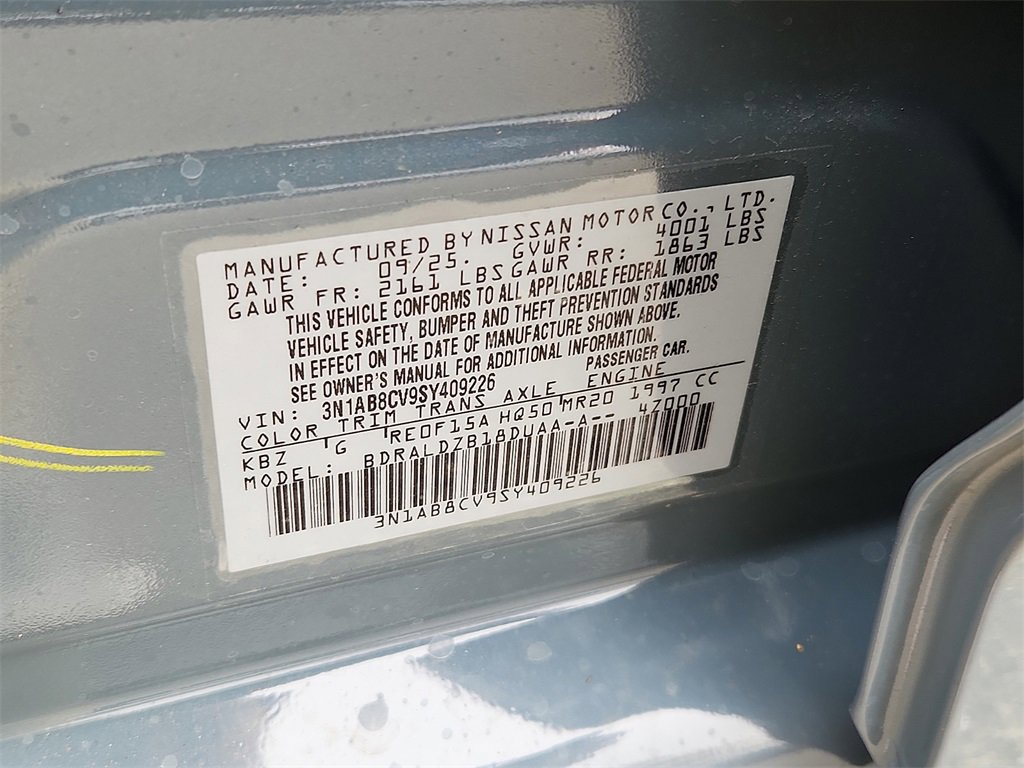 MANUFACTURED BY NISSAN MOTOR CO., LTD.
DATE: 09/25. GVWR: 4001 LBS
GAWR FR: 2161 LBS GAWR RR: 1863 LBS
THIS VEHICLE CONFORMS TO ALL APPLICABLE FEDERAL MOTOR
VEHICLE SAFETY, BUMPER AND THEFT PREVENTION STANDARDS
IN EFFECT ON THE DATE OF MANUFACTURE SHOWN ABOVE.
SEE OWNER'S MANUAL FOR ADDITIONAL INFORMATION.
VIN: 3N1AB8CV9SY409226 PASSENGER CAR.
COLOR TRIM TRANS AXLE ENGINE
KBZ G RE0F15A HQ50 MR20 1997 CC
MODEL: BDRALDZB18DUAA-A-- 47000
3N1AB8CV9SY409226